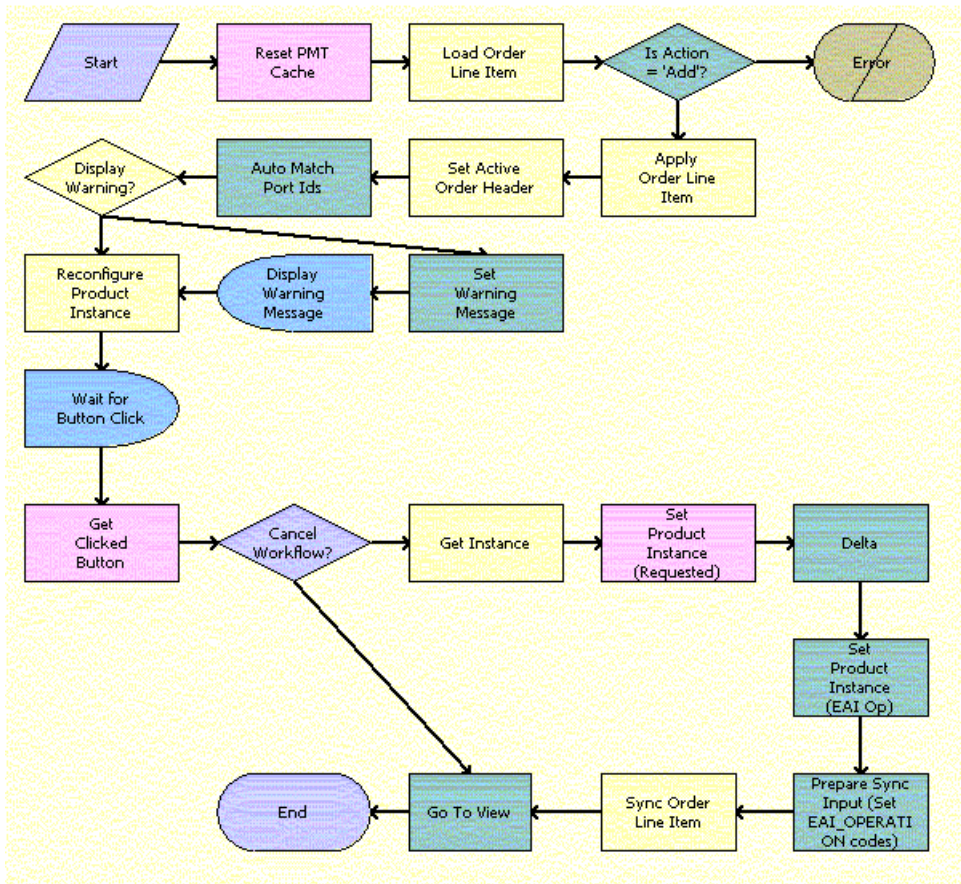 Start
Reset PMT
Cache
Load Order
Line Item
Is Action
= 'Add'?
Error
Display
Warning?
Auto Match
Port Ids
Set Active
Order Header
Apply
Order Line
Item
Reconfigure
Product
Instance
Display
Warning
Message
Set
Warning
Message
Wait for
Button Click
Get
Clicked
Button
Cancel
Workflow?
Get Instance
Set
Product
Instance
(Requested)
Delta
Set
Product
Instance
(EAI Op)
End
Go To View
Sync Order
Line Item
Prepare Sync
Input (Set
EAI_OPERATI
ON codes)